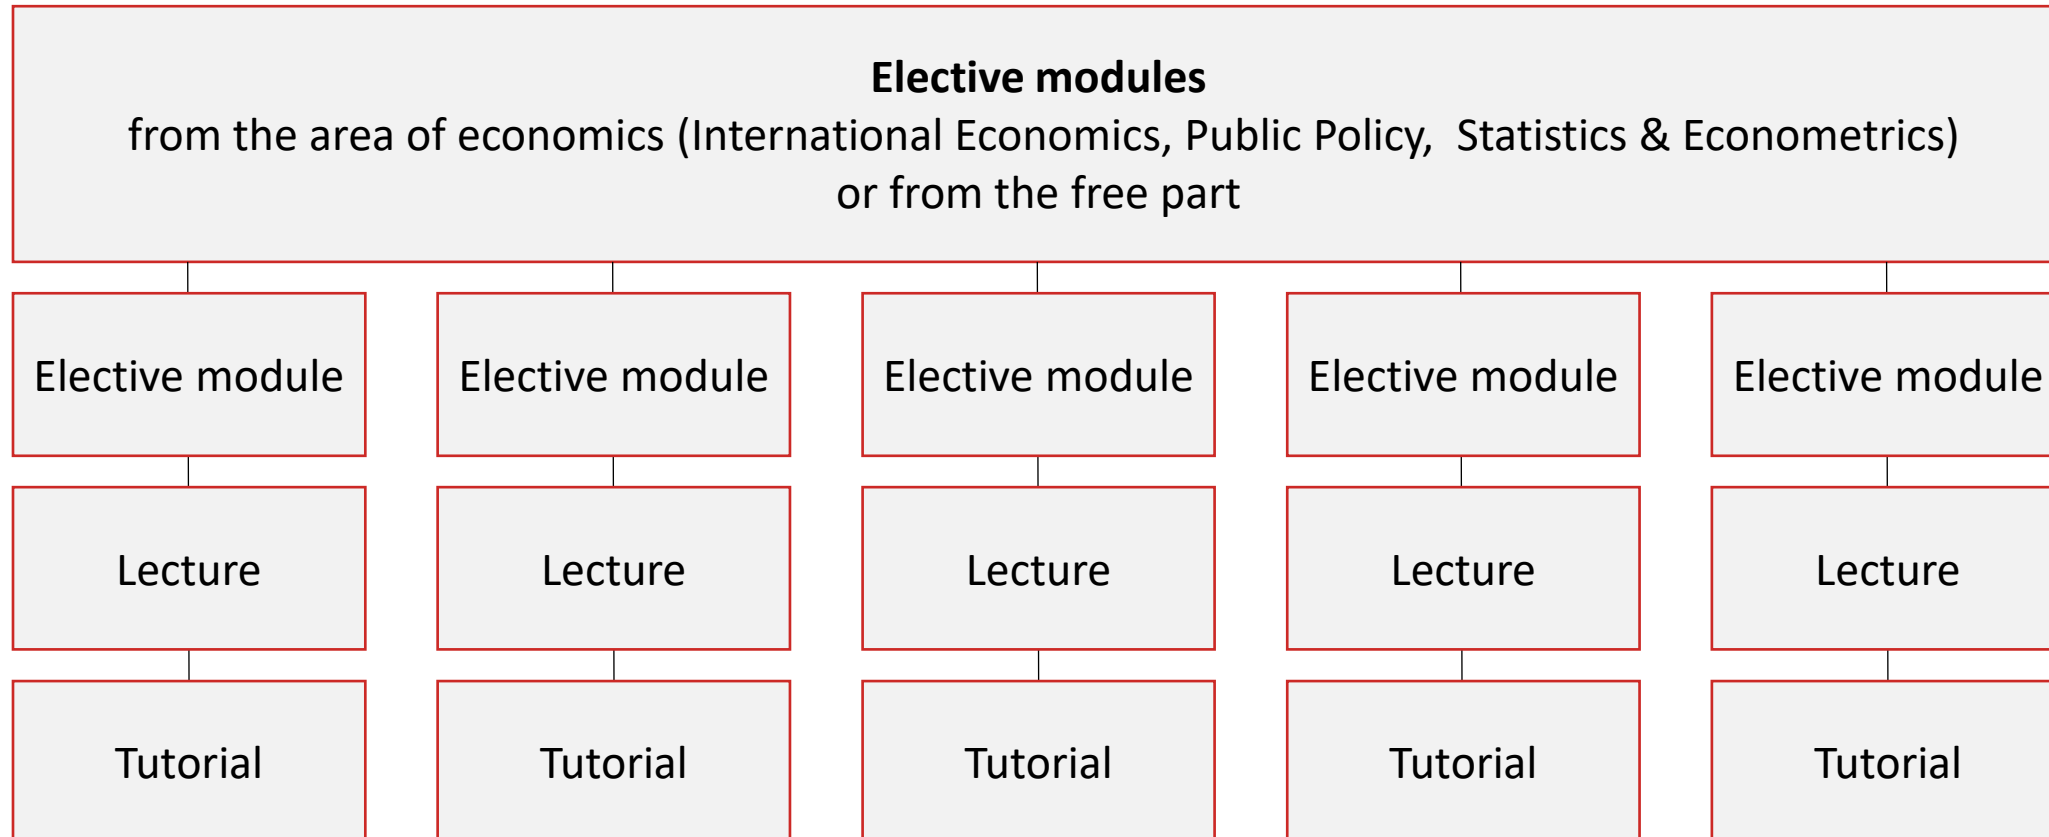 Elective modules
from the area of economics (International Economics, Public Policy,  Statistics & Econometrics)
or from the free part
Elective module
Elective module
Elective module
Elective module
Elective module
Lecture
Lecture
Lecture
Lecture
Lecture
Tutorial
Tutorial
Tutorial
Tutorial
Tutorial